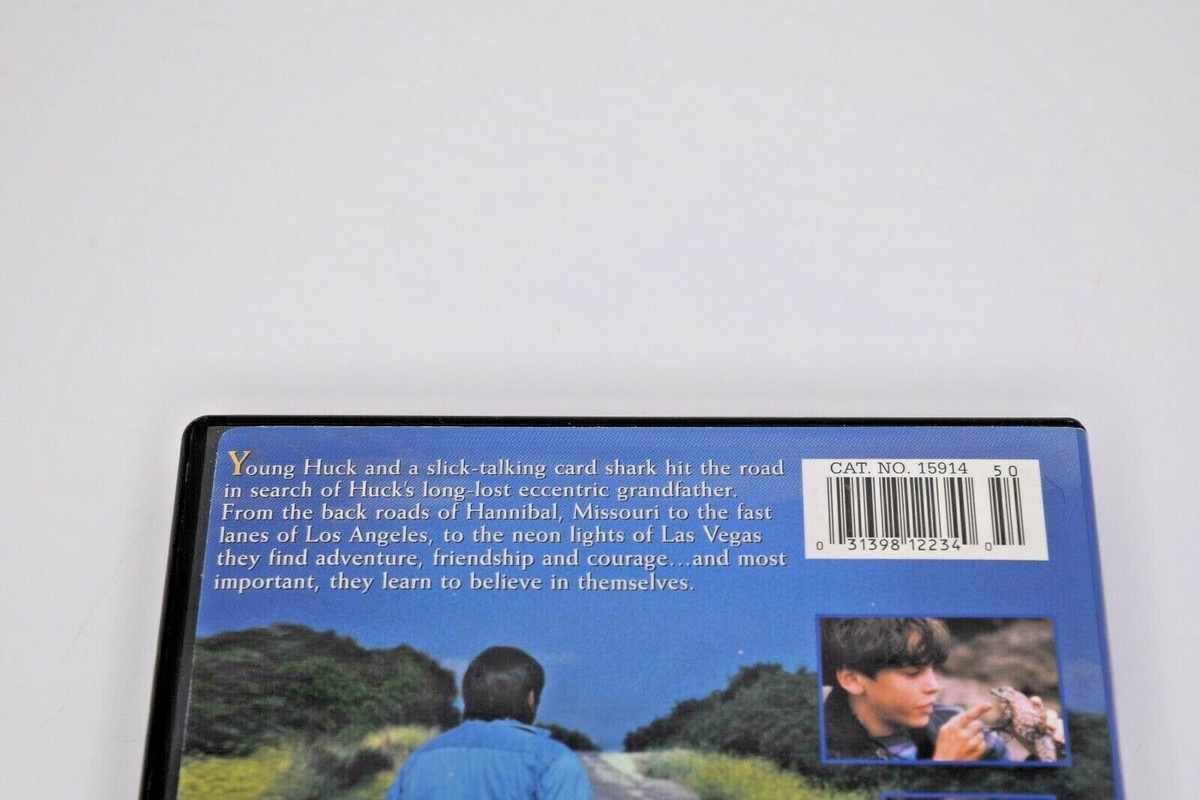 Young Huck and a slick-talking card shark hit the road
in search of Huck's long-lost eccentric grandfather.
From the back roads of Hannibal, Missouri to the fast
lanes of Los Angeles, to the neon lights of Las Vegas
they find adventure, friendship and courage...and most
important, they learn to believe in themselves.
CAT. NO. 15914 50
0 31398 12234 0